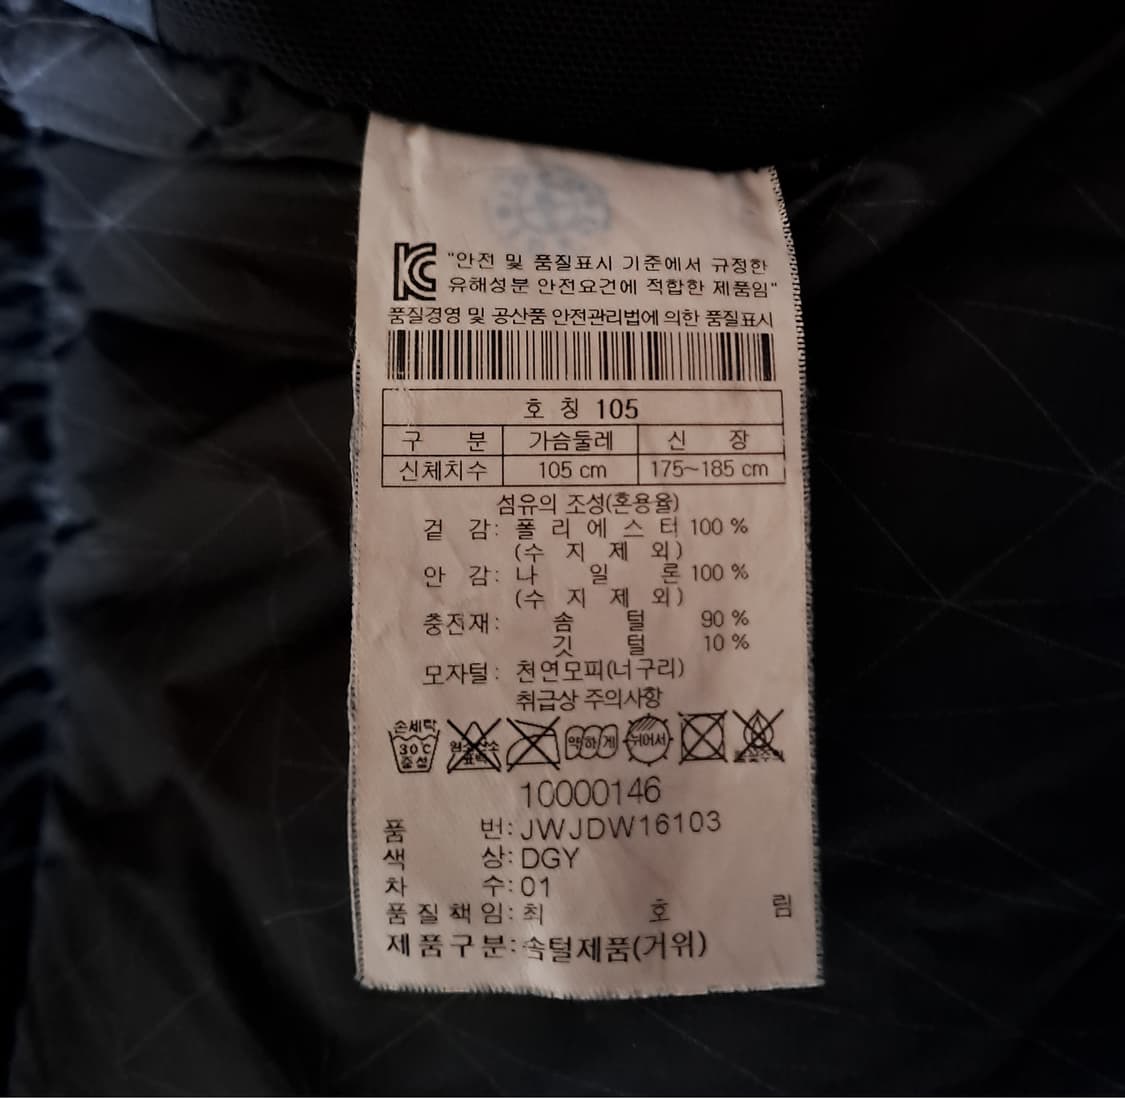 KC "안전 및 품질표시 기준에서 규정한
유해성분 안전요건에 적합한 제품임"
품질경영 및 공산품 안전관리법에 의한 품질표시
호 칭 105
구 분 가슴둘레 신 장
신체치수 105 cm 175~185 cm
섬유의 조성(혼용율)
겉 감: 폴 리 에 스 터 100 %
(수 지 제 외)
안 감: 나 일 론 100 %
(수 지 제 외)
충전재: 솜 털 90 %
깃 털 10 %
모자털: 천연모피(너구리)
취급상 주의사항
손세탁
30℃
중성
약하게
뉘어서
10000146
품 번: JWJDW16103
색 상: DGY
차 수: 01
품질책임: 최 호 림
제품구분: 솜털제품(거위)